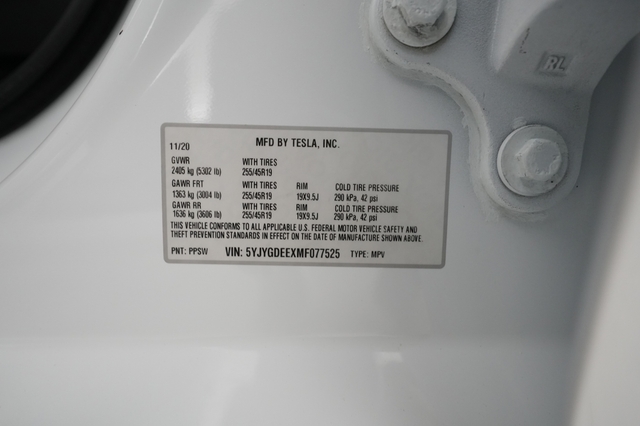 RL
11/20 MFD BY TESLA, INC.
GVWR WITH TIRES
2405 kg (5302 lb) 255/45R19
GAWR FRT WITH TIRES RIM COLD TIRE PRESSURE
1363 kg (3004 lb) 255/45R19 19X9.5J 290 kPa, 42 psi
GAWR RR WITH TIRES RIM COLD TIRE PRESSURE
1636 kg (3606 lb) 255/45R19 19X9.5J 290 kPa, 42 psi
THIS VEHICLE CONFORMS TO ALL APPLICABLE U.S. FEDERAL MOTOR VEHICLE SAFETY AND
THEFT PREVENTION STANDARDS IN EFFECT ON THE DATE OF MANUFACTURE SHOWN ABOVE.
PNT: PPSW VIN: 5YJYGDEEXMF077525 TYPE: MPV